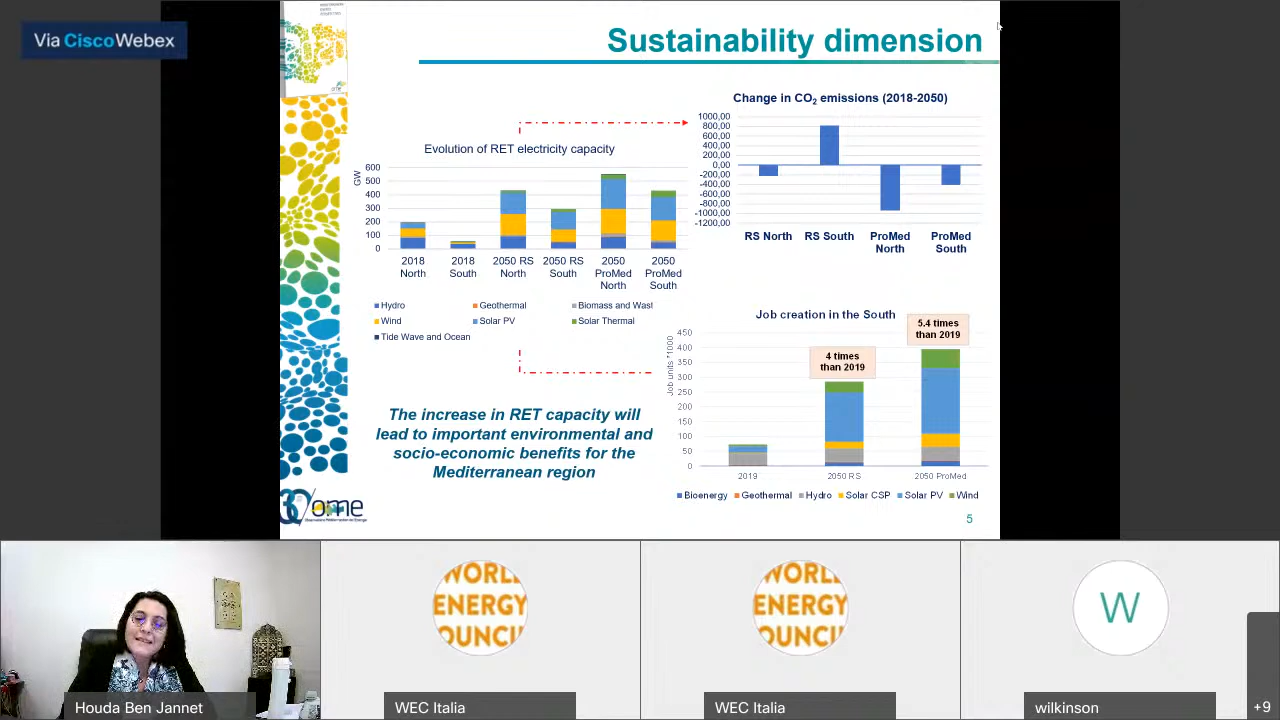 Via Cisco Webex
Sustainability dimension
Evolution of RET electricity capacity
GW
600
500
400
300
200
100
0
2018 North
2018 South
2050 RS North
2050 RS South
2050 ProMed North
2050 ProMed South
Hydro
Geothermal
Biomass and Wast
Wind
Solar PV
Solar Thermal
Tide Wave and Ocean
The increase in RET capacity will
lead to important environmental and
socio-economic benefits for the
Mediterranean region
Change in CO2 emissions (2018-2050)
1000,00
800,00
600,00
400,00
200,00
0,00
-200,00
-400,00
-600,00
-800,00
-1000,00
-1200,00
RS North
RS South
ProMed North
ProMed South
Job creation in the South
Job units *1000
450
400
350
300
250
200
150
100
50
0
4 times
than 2019
5.4 times
than 2019
2019
2050 RS
2050 ProMed
Bioenergy
Geothermal
Hydro
Solar CSP
Solar PV
Wind
5
30
ome
Houda Ben Jannet
WORL
ENERGY
OUNCI
WEC Italia
WORL
ENERGY
OUNCI
WEC Italia
W
wilkinson
+9